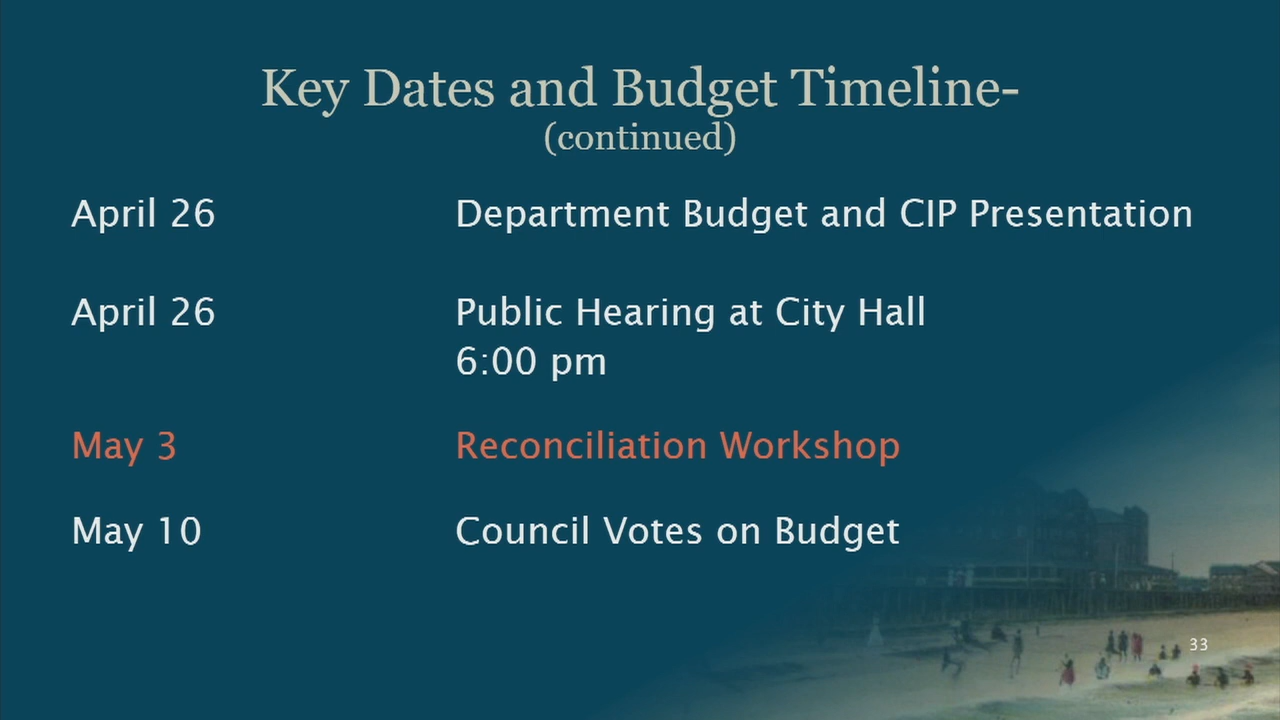 Key Dates and Budget Timeline-
(continued)
April 26 Department Budget and CIP Presentation
April 26 Public Hearing at City Hall
6:00 pm
May 3 Reconciliation Workshop
May 10 Council Votes on Budget
33